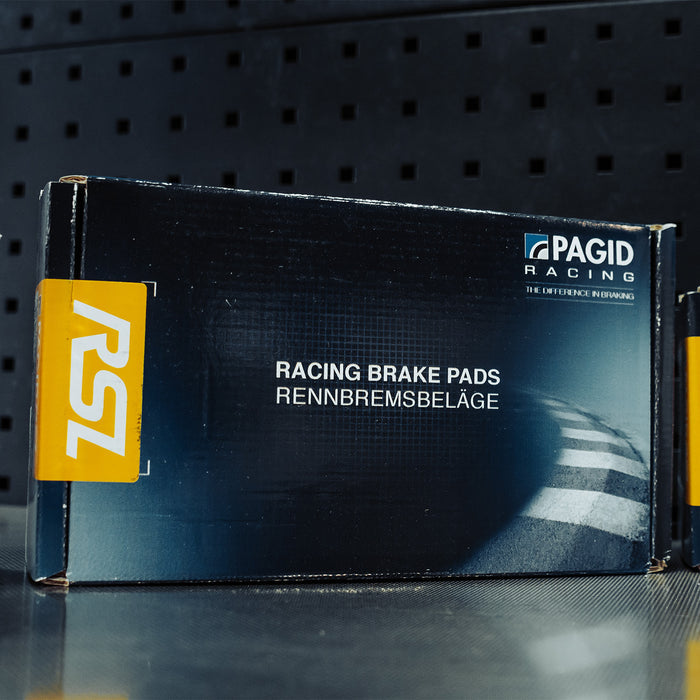 PAGID
RACING
THE DIFFERENCE IN BRAKING
RSL
RACING BRAKE PADS
RENNBREMSBELÄGE